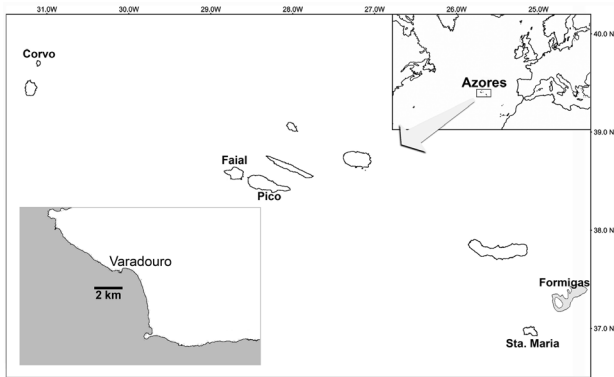 31.0N 30.0W 29.0W 28.0W 27.0W 26.0W 25.0W
40.0 N
Corvo
Azores
39.0 N
Faial
Pico
38.0 N
Varadouro
2 km
Formigas
37.0 N
Sta. Maria